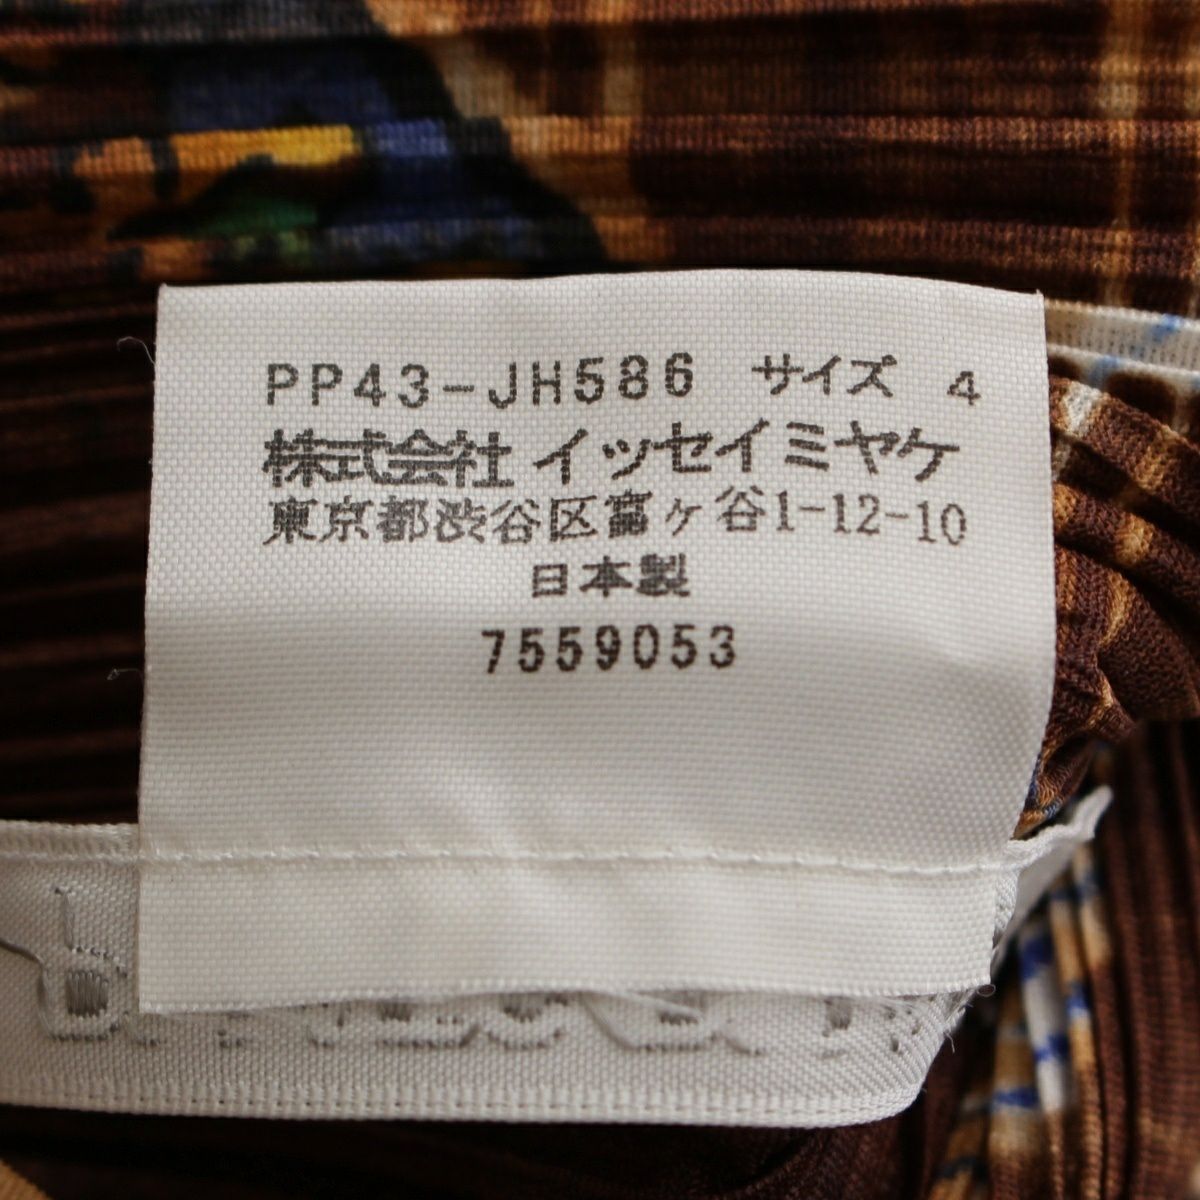 PP43-JH586 サイズ 4
株式会社 イッセイミヤケ
東京都渋谷区富ヶ谷1-12-10
日本製
7559053